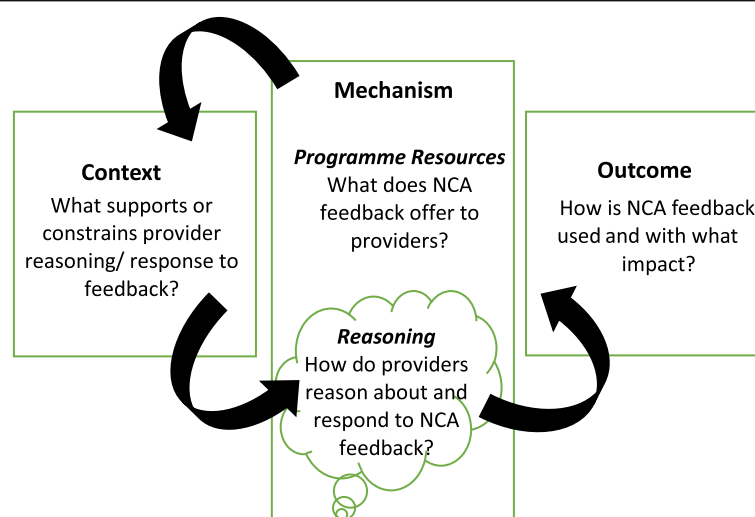 Context
What supports or
constrains provider
reasoning/ response to
feedback?
Mechanism
Programme Resources
What does NCA
feedback offer to
providers?
Reasoning
How do providers
reason about and
respond to NCA
feedback?
Outcome
How is NCA feedback
used and with what
impact?